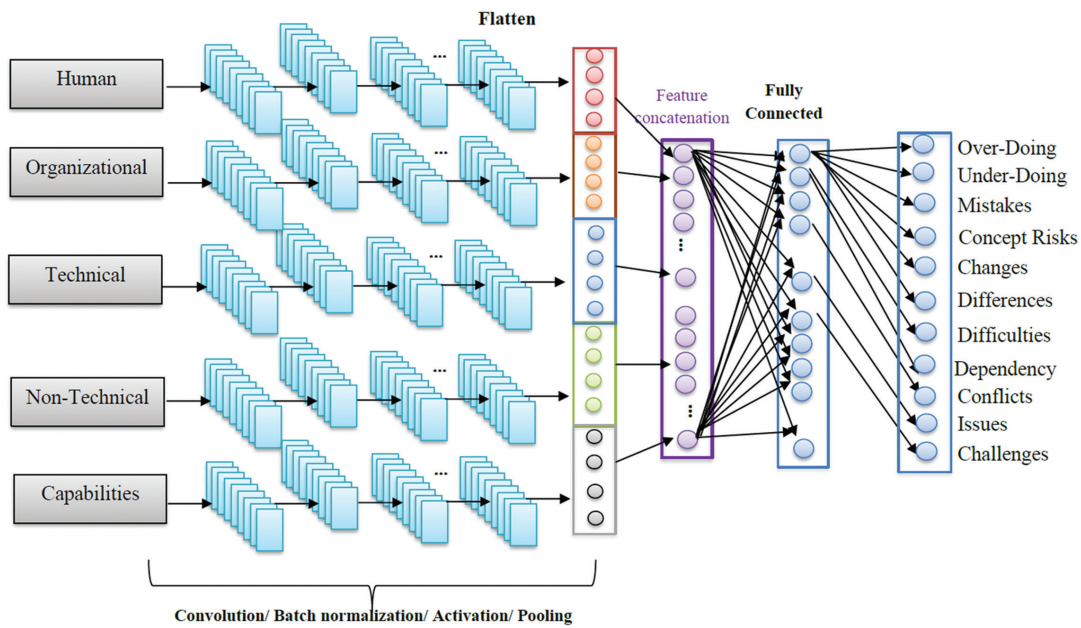 Flatten
Human
Organizational
Technical
Non-Technical
Capabilities
...
...
...
...
...
Feature
concatenation
...
...
Fully
Connected
Over-Doing
Under-Doing
Mistakes
Concept Risks
Changes
Differences
Difficulties
Dependency
Conflicts
Issues
Challenges
Convolution/ Batch normalization/ Activation/ Pooling